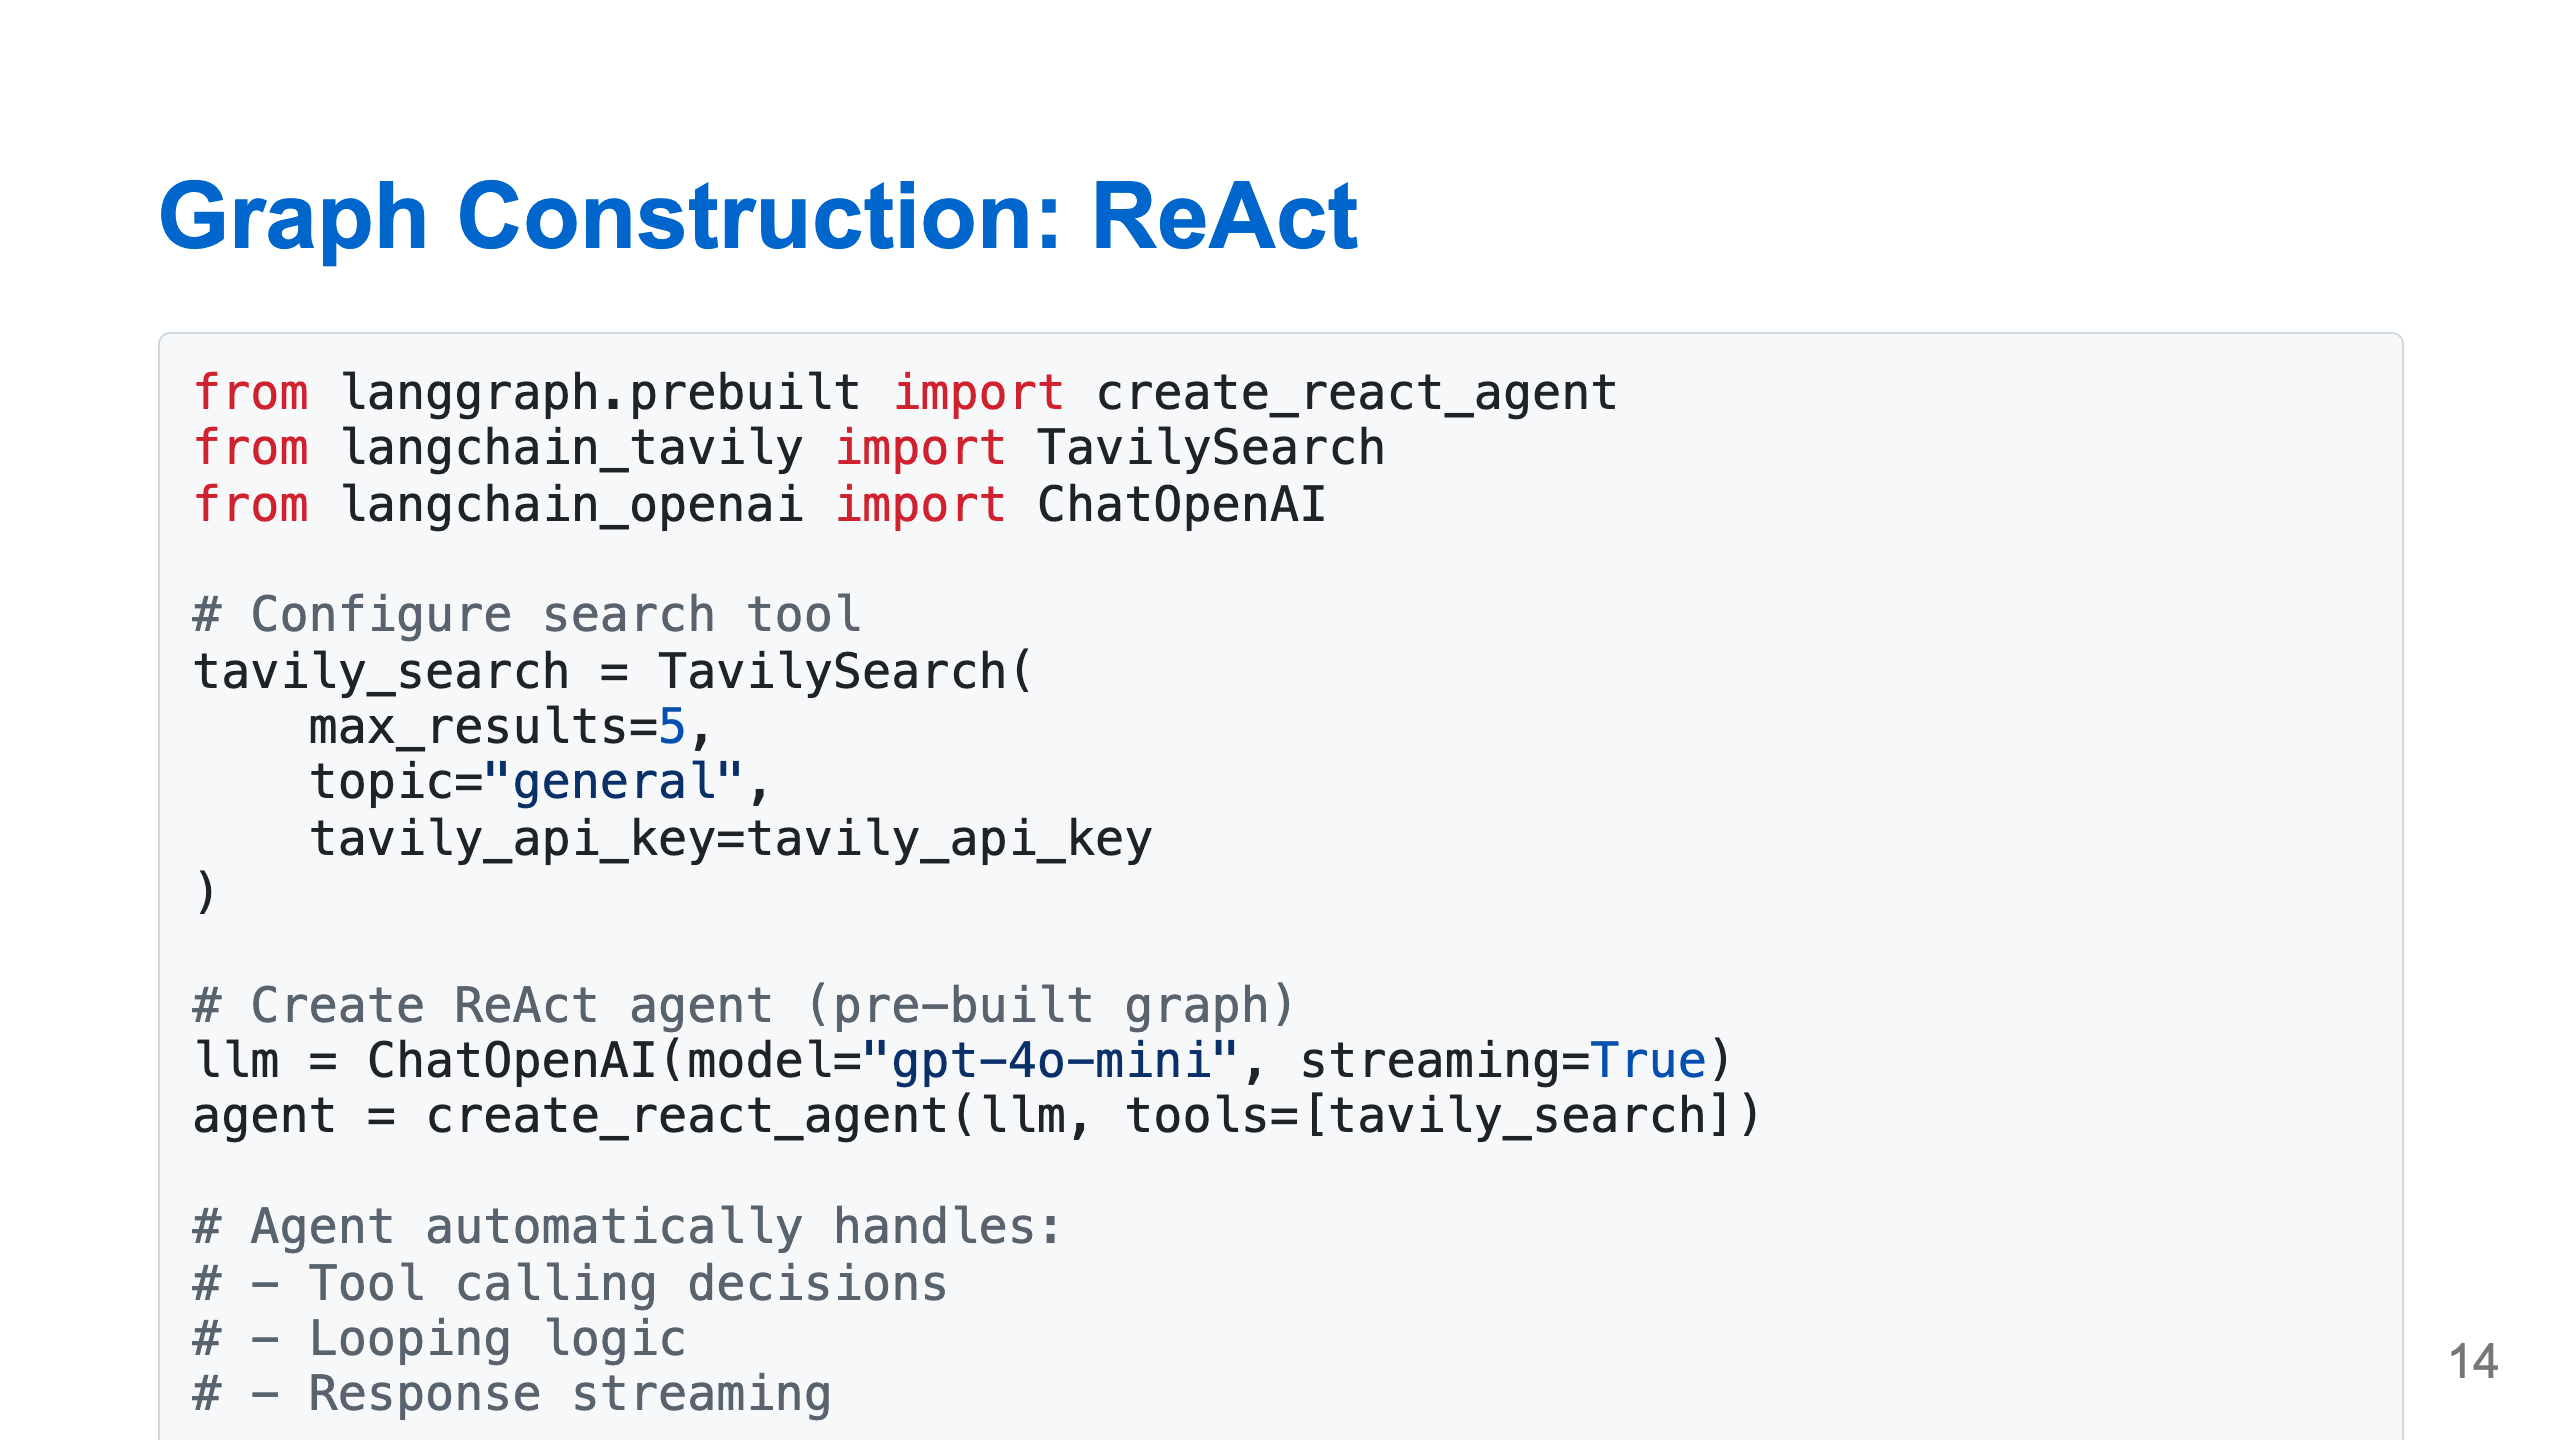 Graph Construction: ReAct
from langgraph.prebuilt import create_react_agent
from langchain_tavily import TavilySearch
from langchain_openai import ChatOpenAI
# Configure search tool
tavily_search = TavilySearch(
    max_results=5,
    topic="general",
    tavily_api_key=tavily_api_key
)
# Create ReAct agent (pre-built graph)
llm = ChatOpenAI(model="gpt-4o-mini", streaming=True)
agent = create_react_agent(llm, tools=[tavily_search])
# Agent automatically handles:
# - Tool calling decisions
# - Looping logic
# - Response streaming
14